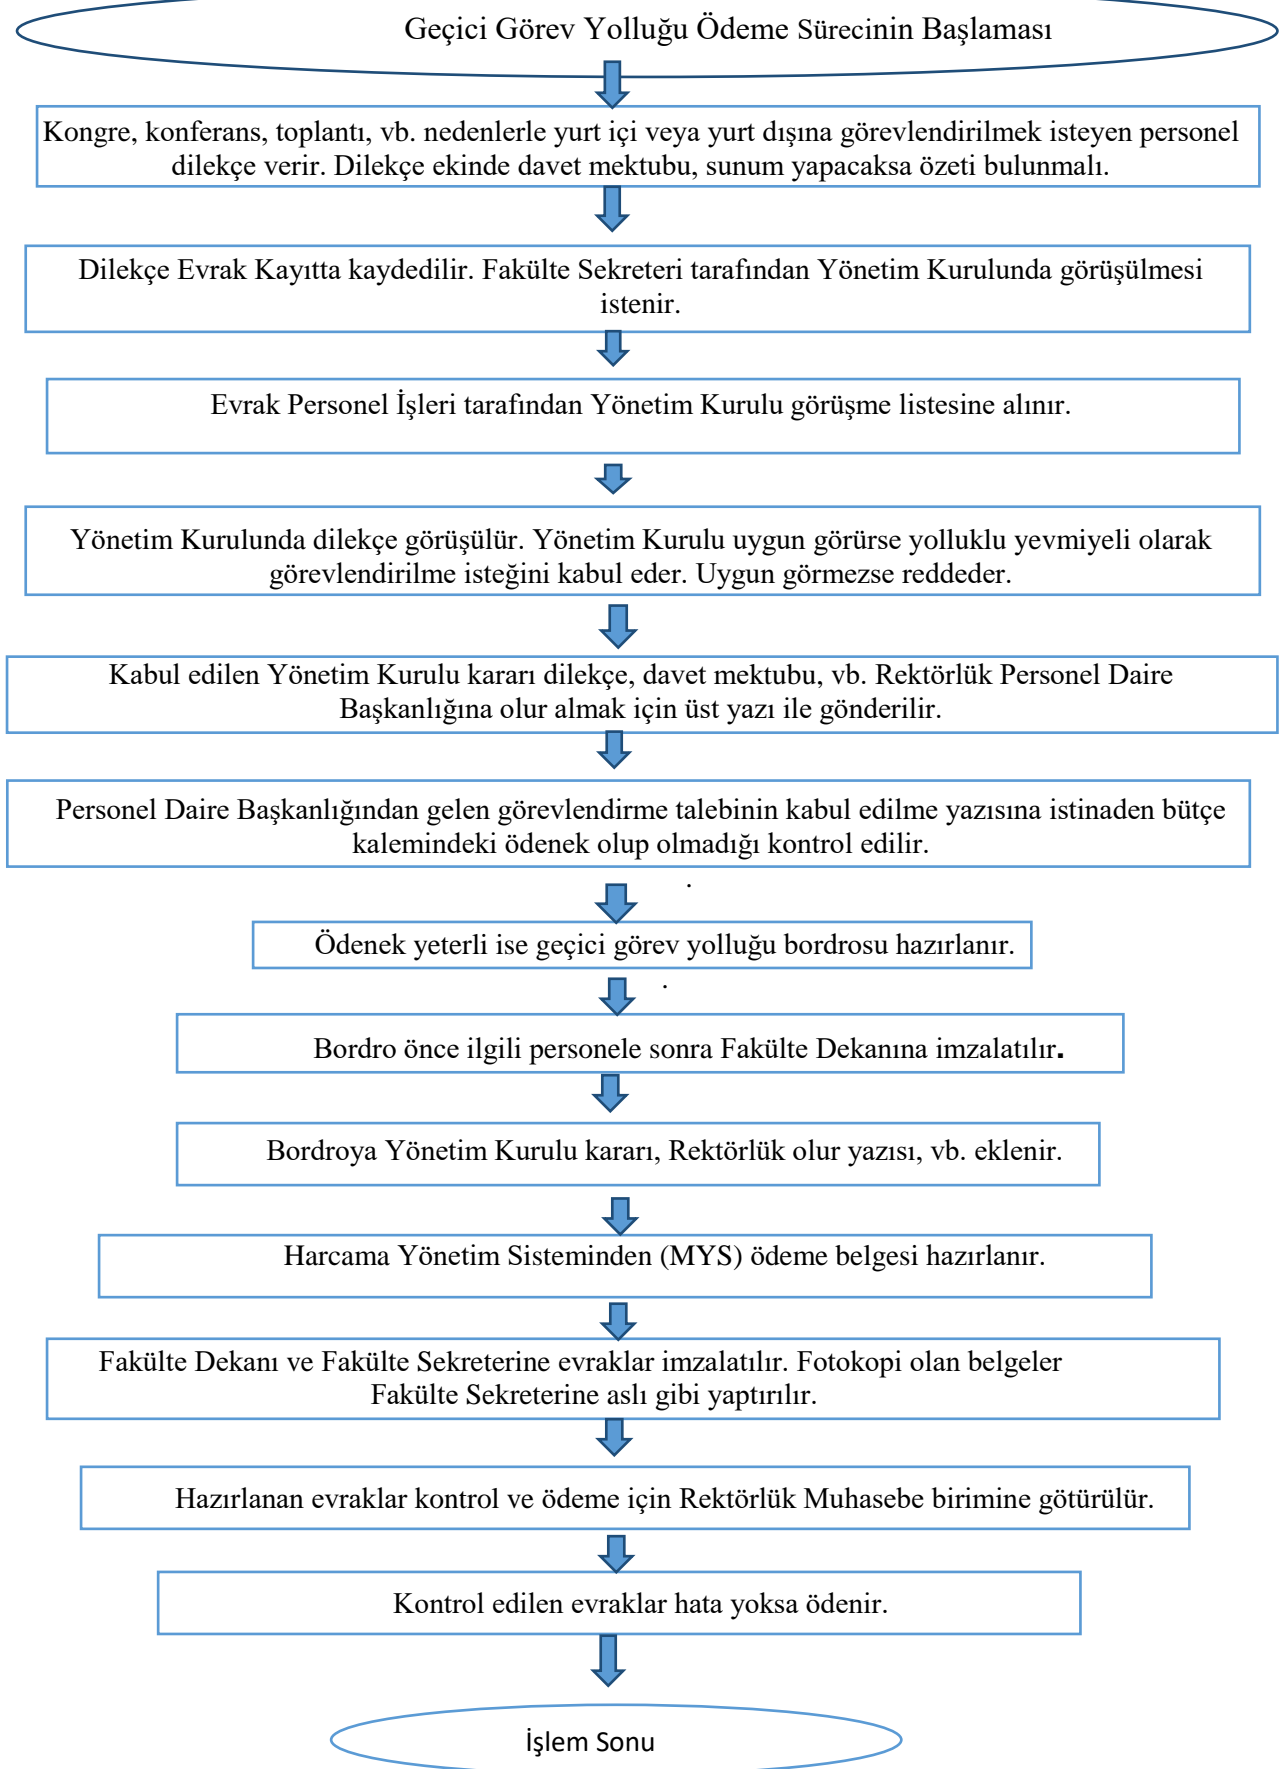 Geçici Görev Yolluğu Ödeme Sürecinin Başlaması
Kongre, konferans, toplantı, vb. nedenlerle yurt içi veya yurt dışına görevlendirilmek isteyen personel
dilekçe verir. Dilekçe ekinde davet mektubu, sunum yapacaksa özeti bulunmalı.
Dilekçe Evrak Kayıtta kaydedilir. Fakülte Sekreteri tarafından Yönetim Kurulunda görüşülmesi
istenir.
Evrak Personel İşleri tarafından Yönetim Kurulu görüşme listesine alınır.
Yönetim Kurulunda dilekçe görüşülür. Yönetim Kurulu uygun görürse yolluklu yevmiyeli olarak
görevlendirilme isteğini kabul eder. Uygun görmezse reddeder.
Kabul edilen Yönetim Kurulu kararı dilekçe, davet mektubu, vb. Rektörlük Personel Daire
Başkanlığına olur almak için üst yazı ile gönderilir.
Personel Daire Başkanlığından gelen görevlendirme talebinin kabul edilme yazısına istinaden bütçe
kalemindeki ödenek olup olmadığı kontrol edilir.
.
Ödenek yeterli ise geçici görev yolluğu bordrosu hazırlanır.
.
Bordro önce ilgili personele sonra Fakülte Dekanına imzalatılır.
Bordroya Yönetim Kurulu kararı, Rektörlük olur yazısı, vb. eklenir.
Harcama Yönetim Sisteminden (MYS) ödeme belgesi hazırlanır.
Fakülte Dekanı ve Fakülte Sekreterine evraklar imzalatılır. Fotokopi olan belgeler
Fakülte Sekreterine aslı gibi yaptırılır.
Hazırlanan evraklar kontrol ve ödeme için Rektörlük Muhasebe birimine götürülür.
Kontrol edilen evraklar hata yoksa ödenir.
İşlem Sonu